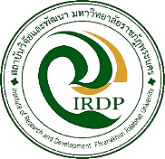 สถาบันวิจัยและพัฒนา มหาวิทยาลัยราชภัฏพระนคร
IRDP
Institute of Research and Development, Phranakhon Rajabhat University